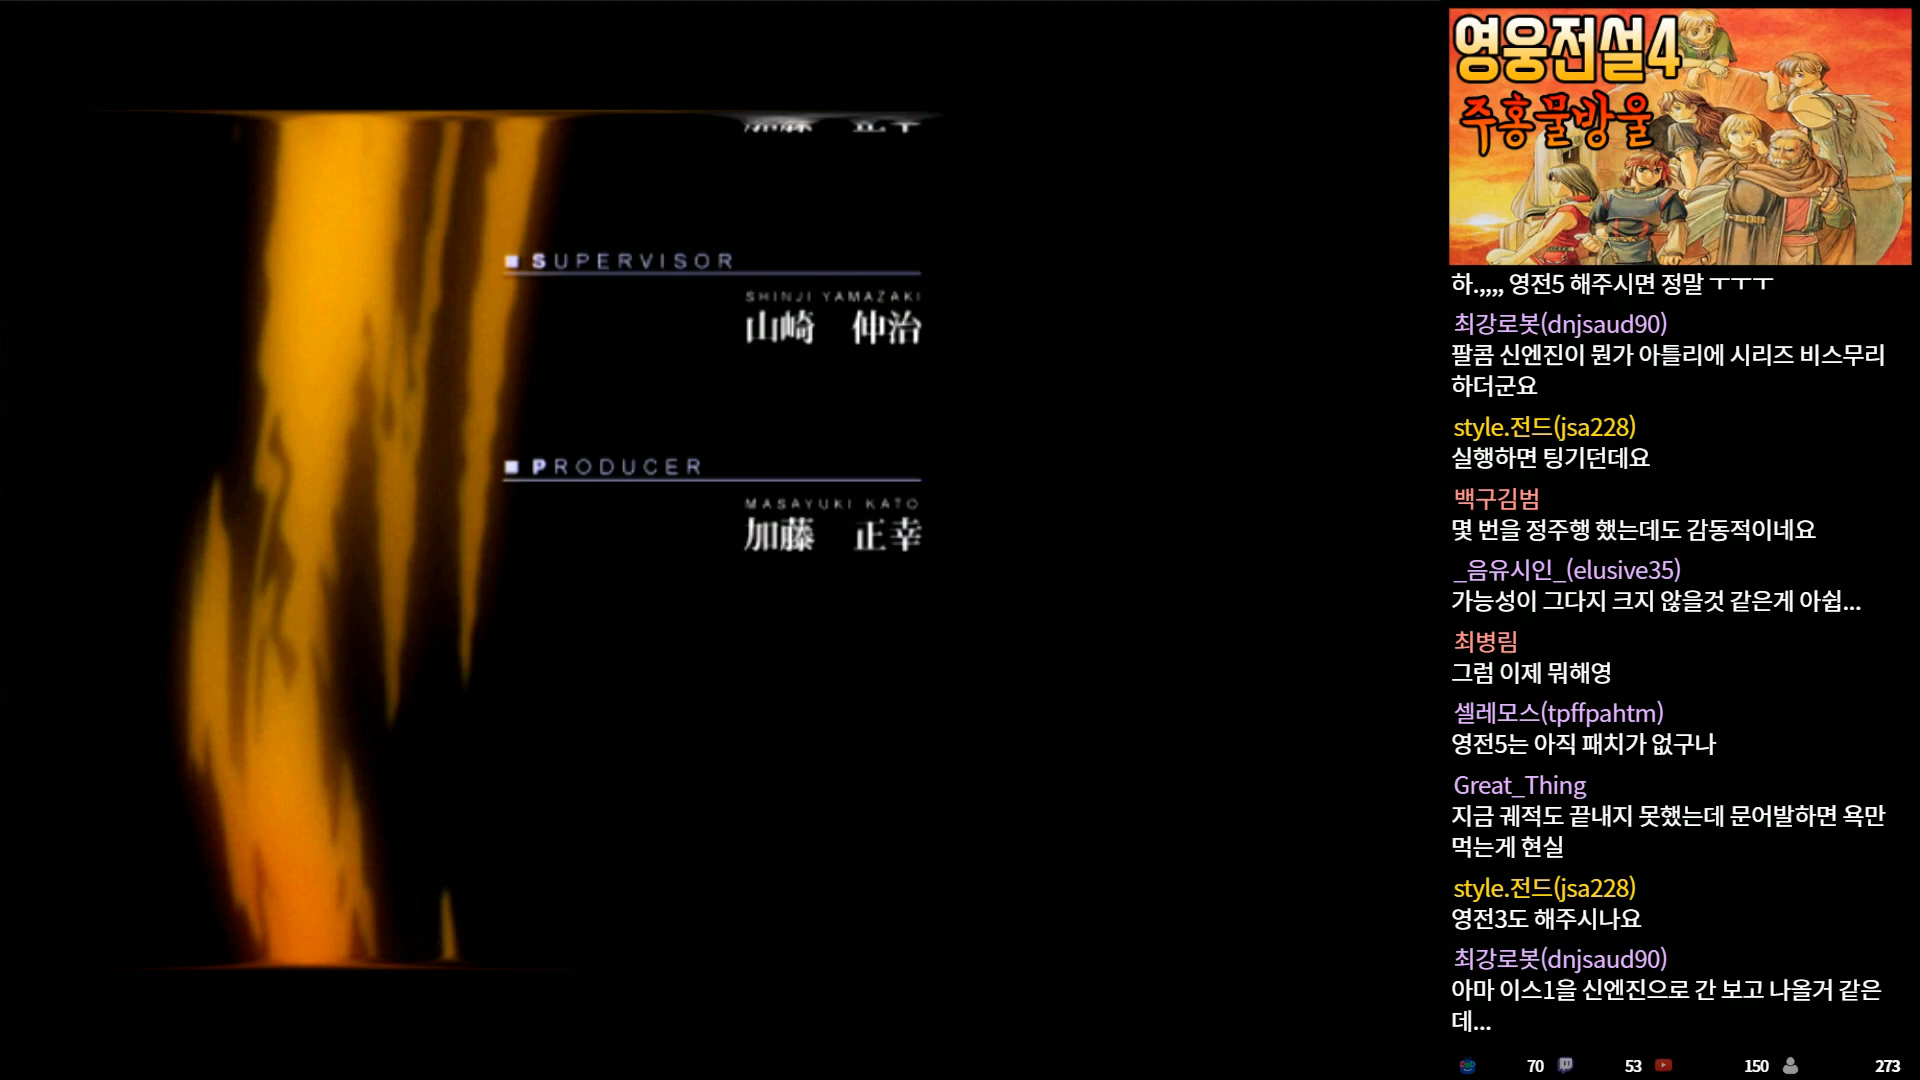 SUPERVISOR
SHINJI YAMAZAKI
山崎 伸治
PRODUCER
MASAYUKI KATO
加藤 正幸
영웅전설4
주홍물방울
하.,,,, 영전5 해주시면 정말 ㅜㅜㅜ
최강로봇(dnjsaud90)
팔콤 신엔진이 뭔가 아틀리에 시리즈 비스무리
하더군요
style.전드(jsa228)
실행하면 팅기던데요
백구김범
몇 번을 정주행 했는데도 감동적이네요
_음유시인_(elusive35)
가능성이 그다지 크지 않을것 같은게 아쉽...
최병림
그럼 이제 뭐해영
셀레모스(tpffpahtm)
영전5는 아직 패치가 없구나
Great_Thing
지금 궤적도 끝내지 못했는데 문어발하면 욕만
먹는게 현실
style.전드(jsa228)
영전3도 해주시나요
최강로봇(dnjsaud90)
아마 이스1을 신엔진으로 간 보고 나올거 같은
데...
70 53 150 273